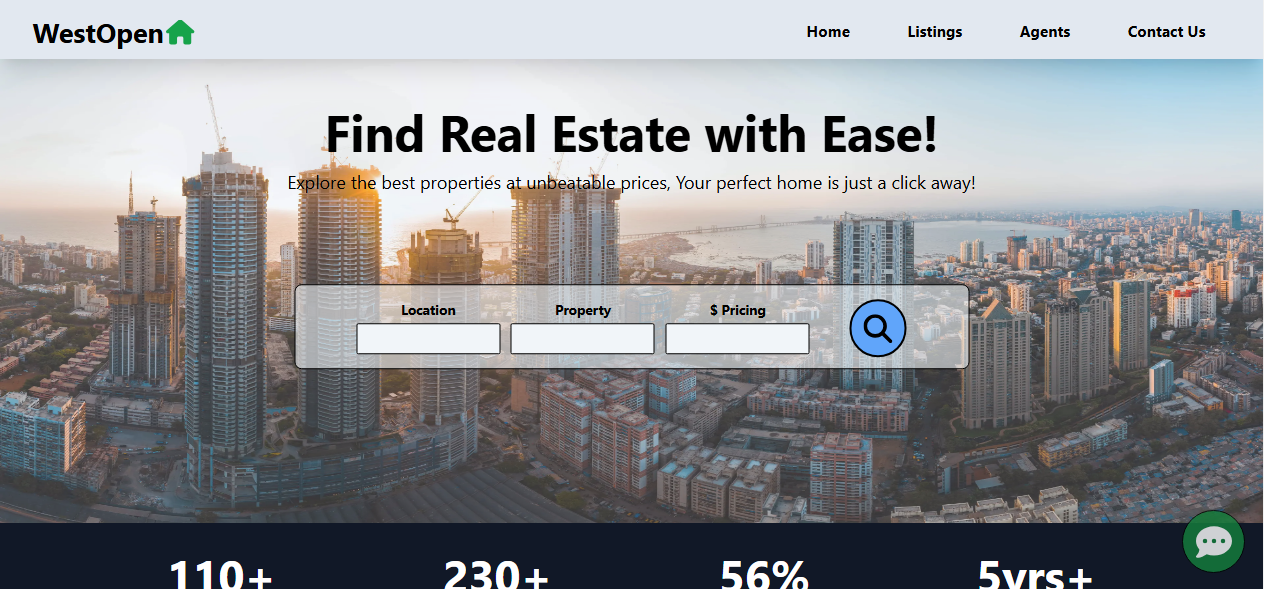 WestOpen
Home Listings Agents Contact Us
Find Real Estate with Ease!
Explore the best properties at unbeatable prices, Your perfect home is just a click away!
Location Property $ Pricing
110+ 230+ 56% 5yrs+